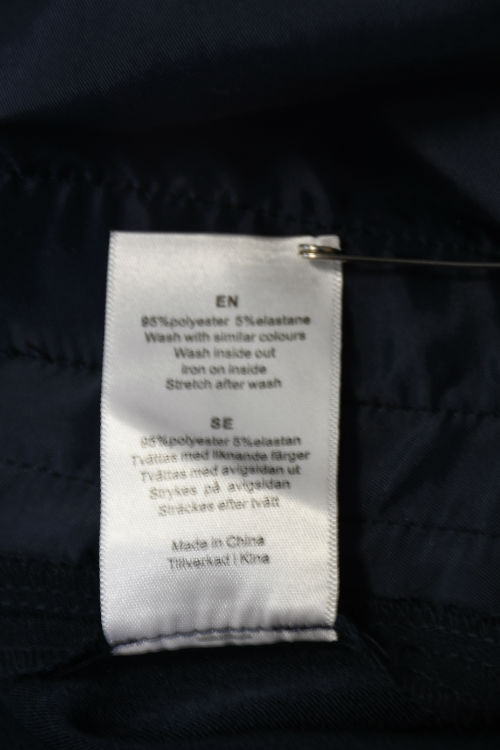 EN
95%polyester 5%elastane
Wash with similar colours
Wash inside out
Iron on inside
Stretch after wash
SE
95%polyester 5%elastan
Tvättas med liknande färger
Tvättas med avigsidan ut
Strykes på avigsidan
Sträckes efter tvätt
Made in China
Tillverkad i Kina